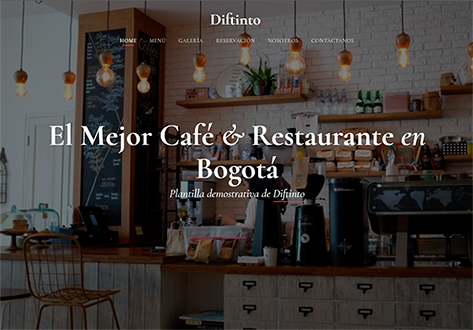 Diftinto
HOME MENÚ GALERÍA RESERVACIÓN NOSOTROS CONTÁCTANOS
El Mejor Café & Restaurante en
Bogotá
Plantilla demostrativa de Diftinto